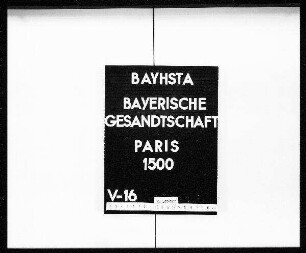 BAYHSTA
BAYERISCHE
GESANDTSCHAFT
PARIS
1500
V-16